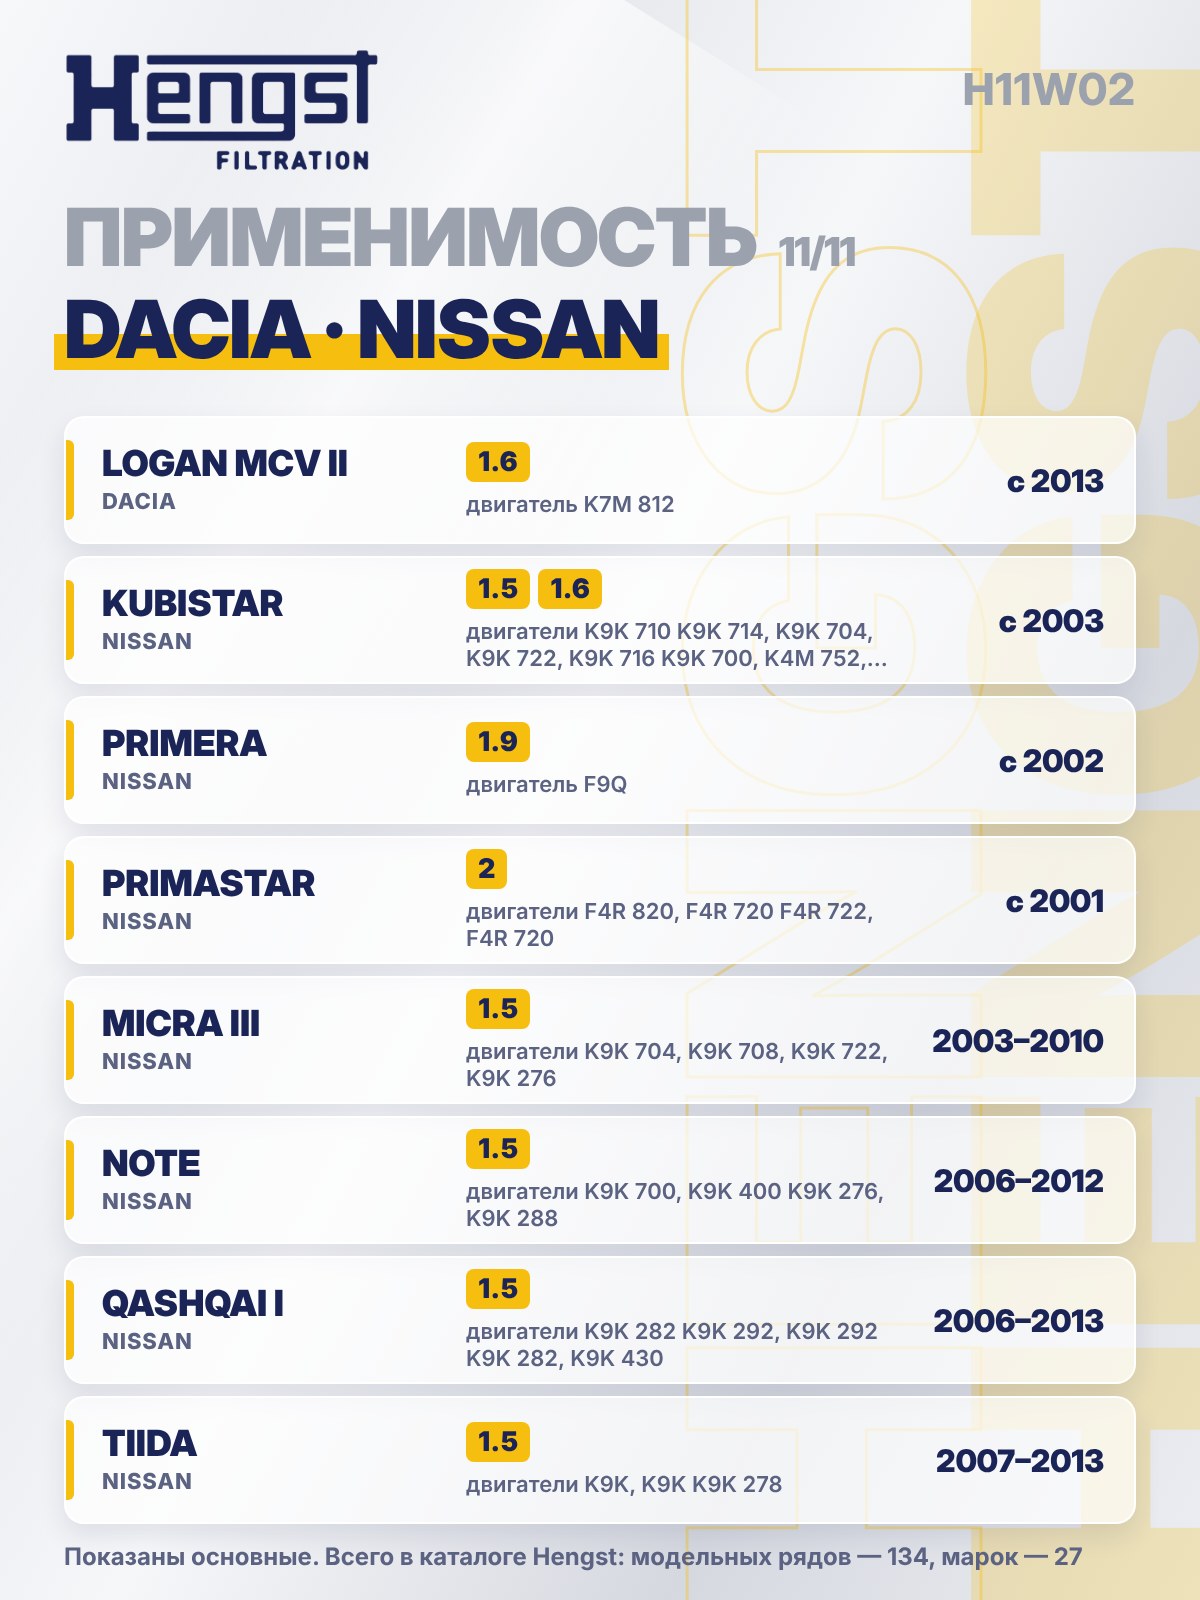 Hengst
FILTRATION
H11W02
ПРИМЕНИМОСТЬ 11/11
DACIA · NISSAN
LOGAN MCV II
DACIA
1.6
двигатель K7M 812
с 2013
KUBISTAR
NISSAN
1.5 1.6
двигатели K9K 710 K9K 714, K9K 704,
K9K 722, K9K 716 K9K 700, K4M 752,...
с 2003
PRIMERA
NISSAN
1.9
двигатель F9Q
с 2002
PRIMASTAR
NISSAN
2
двигатели F4R 820, F4R 720 F4R 722,
F4R 720
с 2001
MICRA III
NISSAN
1.5
двигатели K9K 704, K9K 708, K9K 722,
K9K 276
2003–2010
NOTE
NISSAN
1.5
двигатели K9K 700, K9K 400 K9K 276,
K9K 288
2006–2012
QASHQAI I
NISSAN
1.5
двигатели K9K 282 K9K 292, K9K 292
K9K 282, K9K 430
2006–2013
TIIDA
NISSAN
1.5
двигатели K9K, K9K K9K 278
2007–2013
Показаны основные. Всего в каталоге Hengst: модельных рядов — 134, марок — 27
HENGST
HENGST